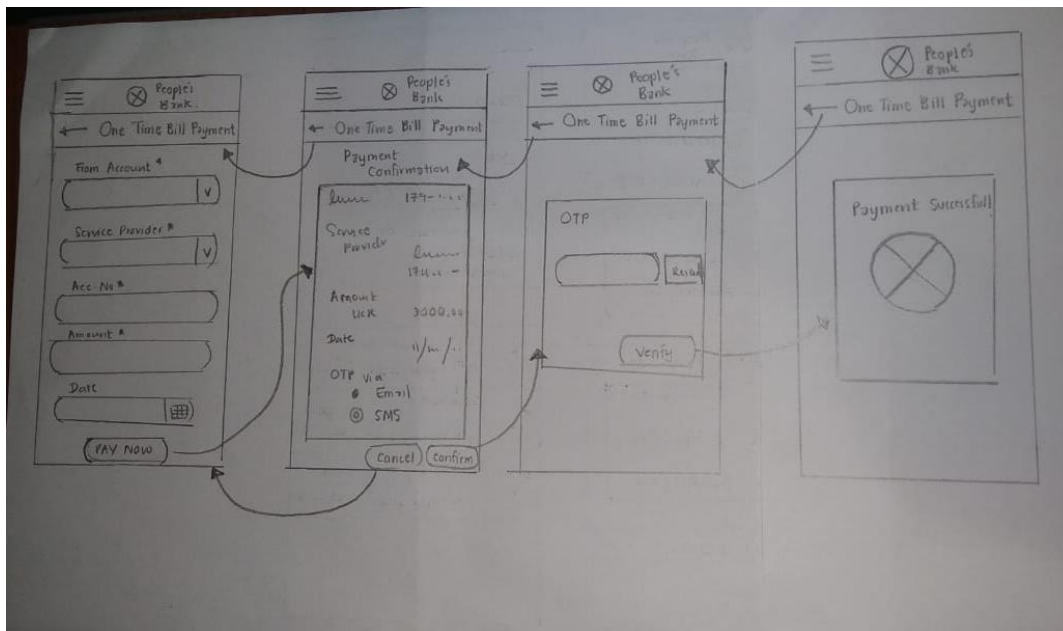 People's
Bank.
One Time Bill Payment
From Account *
Service Provider *
Acc No *
Amount *
Date
PAY NOW
People's
Bank
One Time Bill Payment
Payment
Confirmation
Service
Provider
Amount
3000.00
Date
OTP via
Email
SMS
Cancel
Confirm
People's
Bank
One Time Bill Payment
OTP
Verify
People's
Bank
One Time Bill Payment
Payment Successfull